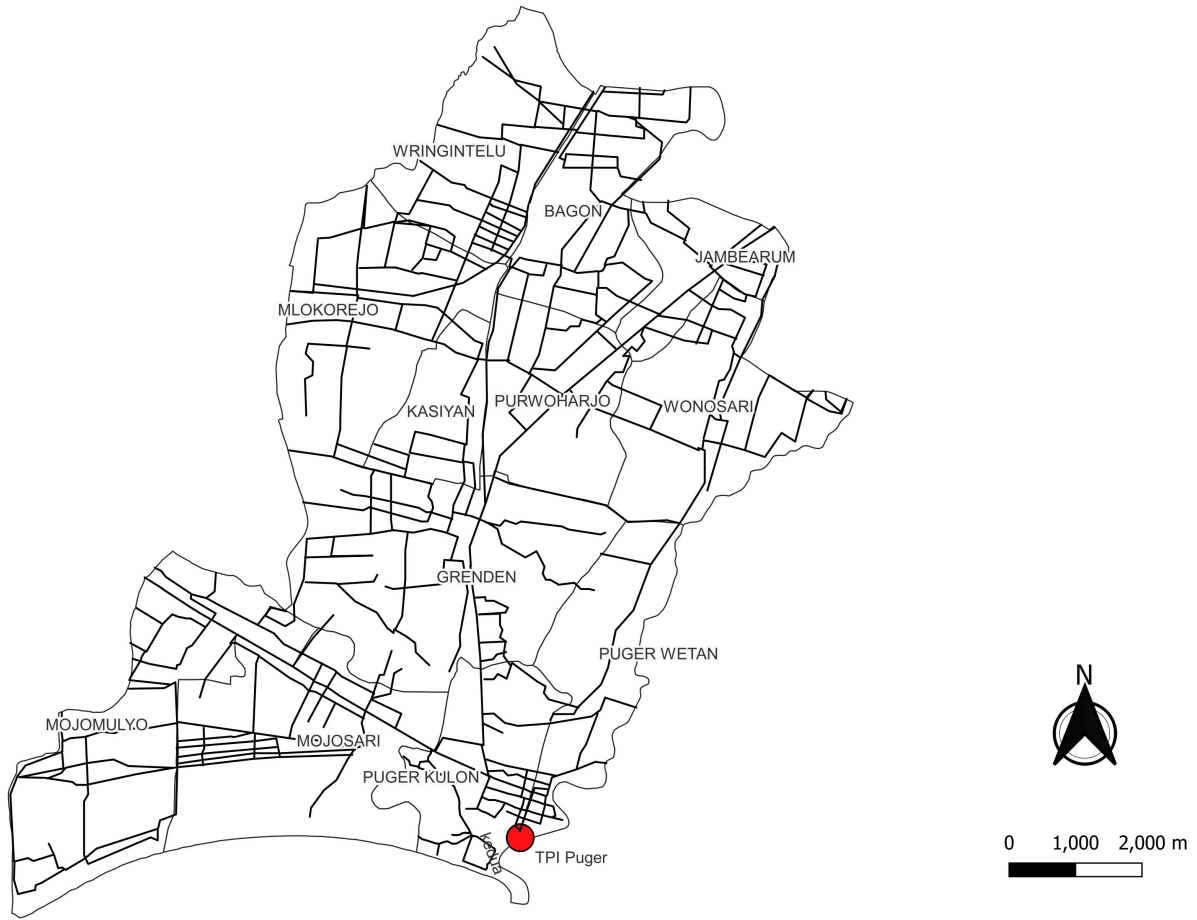 WRINGINTELU
BAGON
JAMBEARUM
MLOKOREJO
KASIYAN
PURWOHARJO
WONOSARI
GRENDEN
PUGER WETAN
N
MOJOMULYO
MOJOSARI
PUGER KULON
TPI Puger
0 1,000 2,000 m